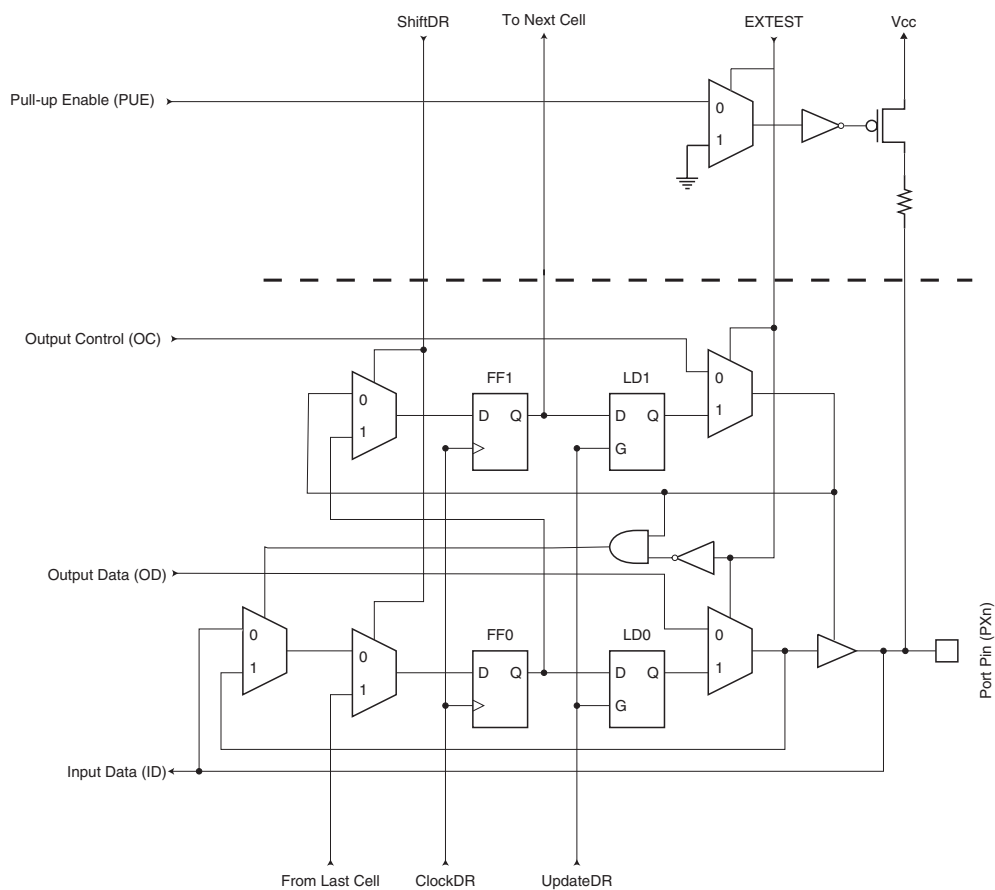 ShiftDR To Next Cell EXTEST Vcc
Pull-up Enable (PUE)
0
1
Output Control (OC)
FF1 LD1
0
0
D Q D Q
1
1
G
Output Data (OD)
FF0 LD0
0
0
0
D Q D Q
1
1
1
G
Port Pin (PXn)
Input Data (ID)
From Last Cell ClockDR UpdateDR